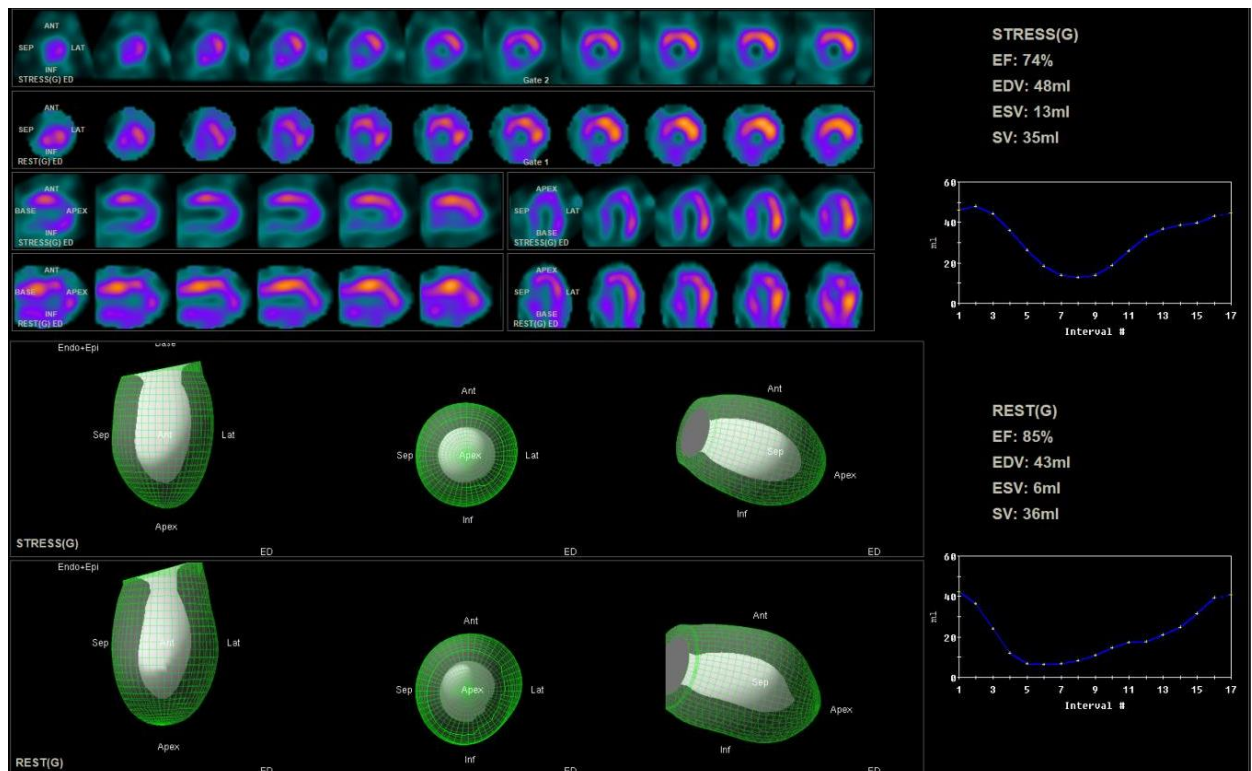 ANT
SEP LAT
INF
STRESS(G) ED
Gate 2
ANT
SEP LAT
INF
REST(G) ED
Gate 1
ANT
BASE APEX
INF
STRESS(G) ED
APEX
SEP LAT
BASE
STRESS(G) ED
ANT
BASE APEX
INF
REST(G) ED
APEX
SEP LAT
BASE
REST(G) ED
STRESS(G)
EF: 74%
EDV: 48ml
ESV: 13ml
SV: 35ml
60
40
20
0
ml
1 3 5 7 9 11 13 15 17
Interval #
Endo+Epi
Base
Sep Ant Lat
Apex
Ant
Sep Apex Lat
Inf
Ant
Sep
Apex
Inf
STRESS(G)
ED
ED
ED
Endo+Epi
Sep Ant Lat
Apex
Ant
Sep Apex Lat
Inf
Ant
Sep
Apex
Inf
REST(G)
ED
ED
ED
REST(G)
EF: 85%
EDV: 43ml
ESV: 6ml
SV: 36ml
60
40
20
0
ml
1 3 5 7 9 11 13 15 17
Interval #